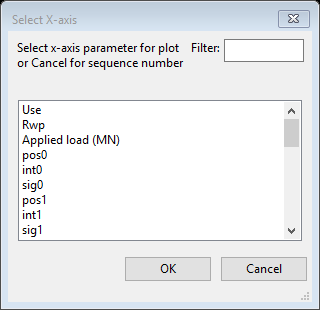 Select X-axis
Select x-axis parameter for plot Filter:
or Cancel for sequence number
Use
Rwp
Applied load (MN)
pos0
int0
sig0
pos1
int1
sig1
OK Cancel